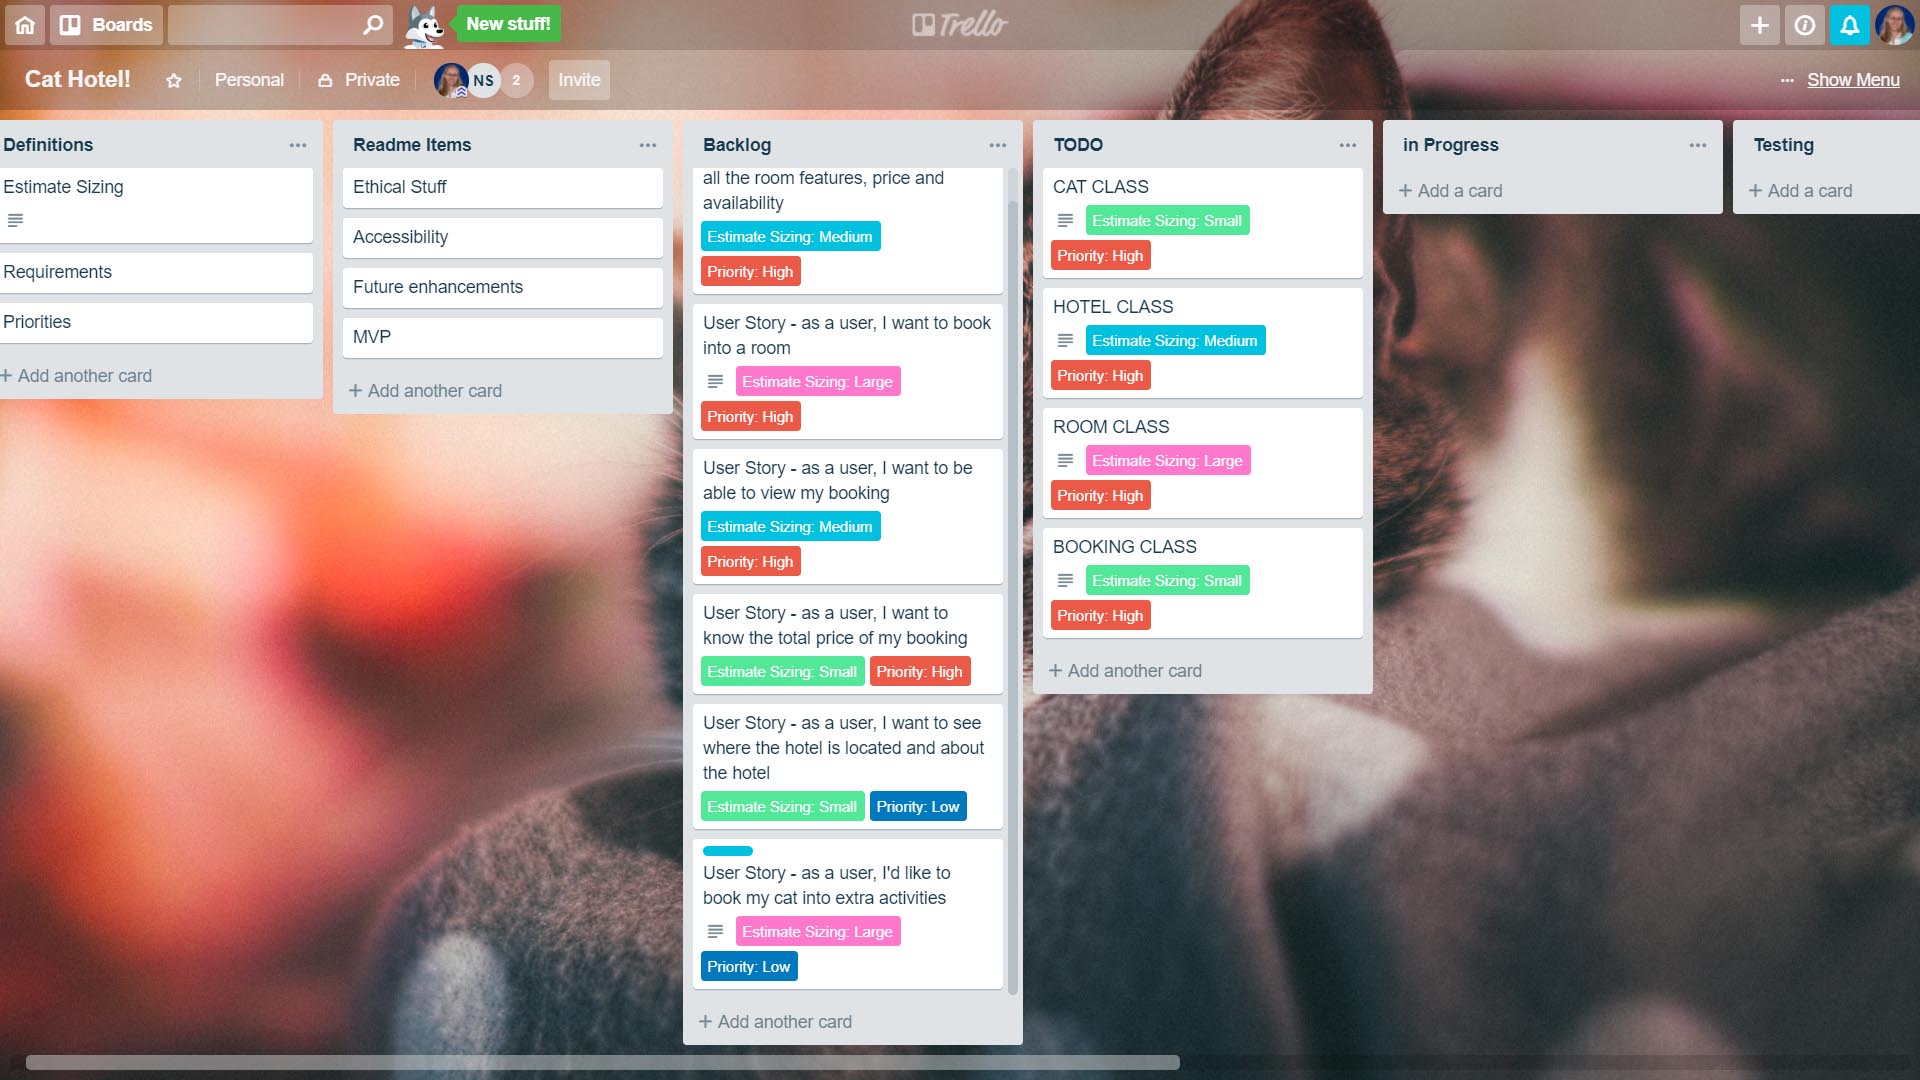 Boards
New stuff!
Trello
Cat Hotel!
Personal
Private
NS
2
Invite
... Show Menu
Definitions
Estimate Sizing
Requirements
Priorities
+ Add another card
Readme Items
Ethical Stuff
Accessibility
Future enhancements
MVP
+ Add another card
Backlog
all the room features, price and
availability
Estimate Sizing: Medium
Priority: High
User Story - as a user, I want to book
into a room
Estimate Sizing: Large
Priority: High
User Story - as a user, I want to be
able to view my booking
Estimate Sizing: Medium
Priority: High
User Story - as a user, I want to
know the total price of my booking
Estimate Sizing: Small Priority: High
User Story - as a user, I want to see
where the hotel is located and about
the hotel
Estimate Sizing: Small Priority: Low
User Story - as a user, I'd like to
book my cat into extra activities
Estimate Sizing: Large
Priority: Low
+ Add another card
TODO
CAT CLASS
Estimate Sizing: Small
Priority: High
HOTEL CLASS
Estimate Sizing: Medium
Priority: High
ROOM CLASS
Estimate Sizing: Large
Priority: High
BOOKING CLASS
Estimate Sizing: Small
Priority: High
+ Add another card
in Progress
+ Add a card
Testing
+ Add a card